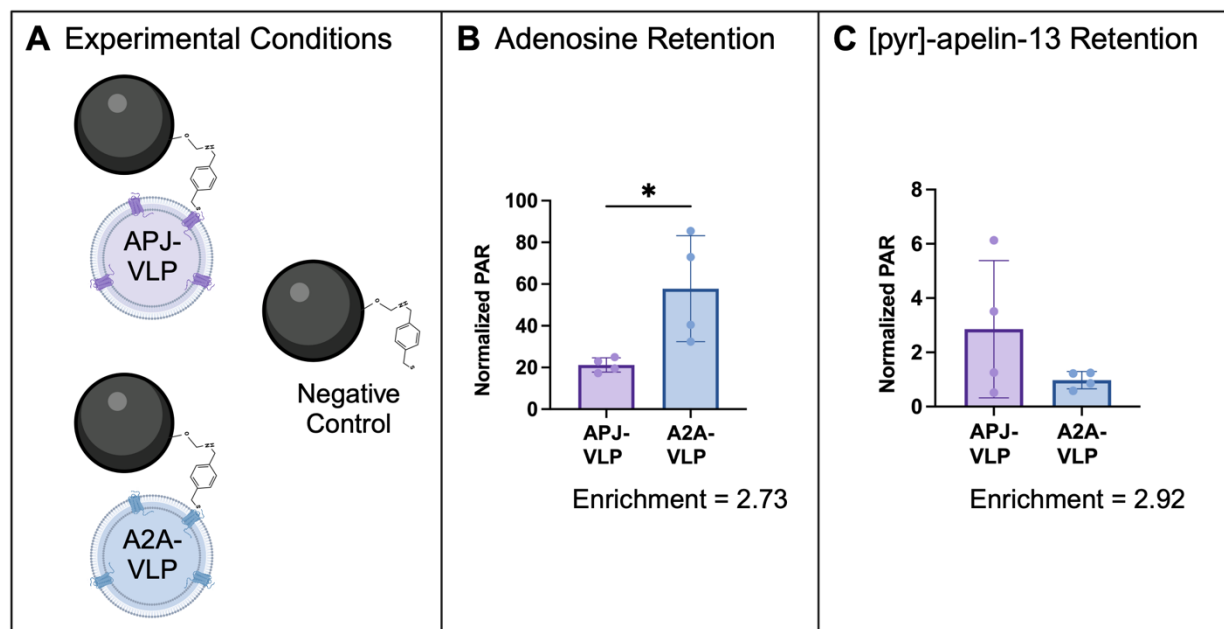 A Experimental Conditions
APJ-
VLP
Negative
Control
A2A-
VLP
B Adenosine Retention
Normalized PAR
100
80
60
40
20
0
*
APJ-
VLP
A2A-
VLP
Enrichment = 2.73
C [pyr]-apelin-13 Retention
Normalized PAR
8
6
4
2
0
APJ-
VLP
A2A-
VLP
Enrichment = 2.92